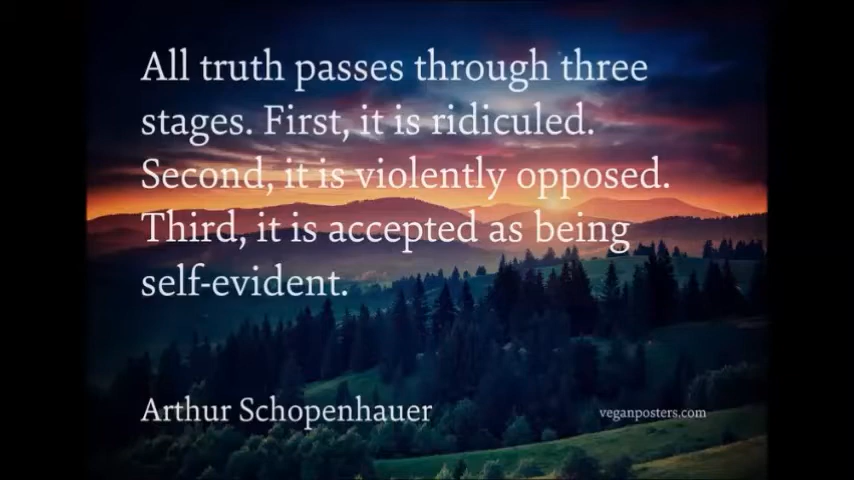 All truth passes through three
stages. First, it is ridiculed.
Second, it is violently opposed.
Third, it is accepted as being
self-evident.
Arthur Schopenhauer
veganposters.com